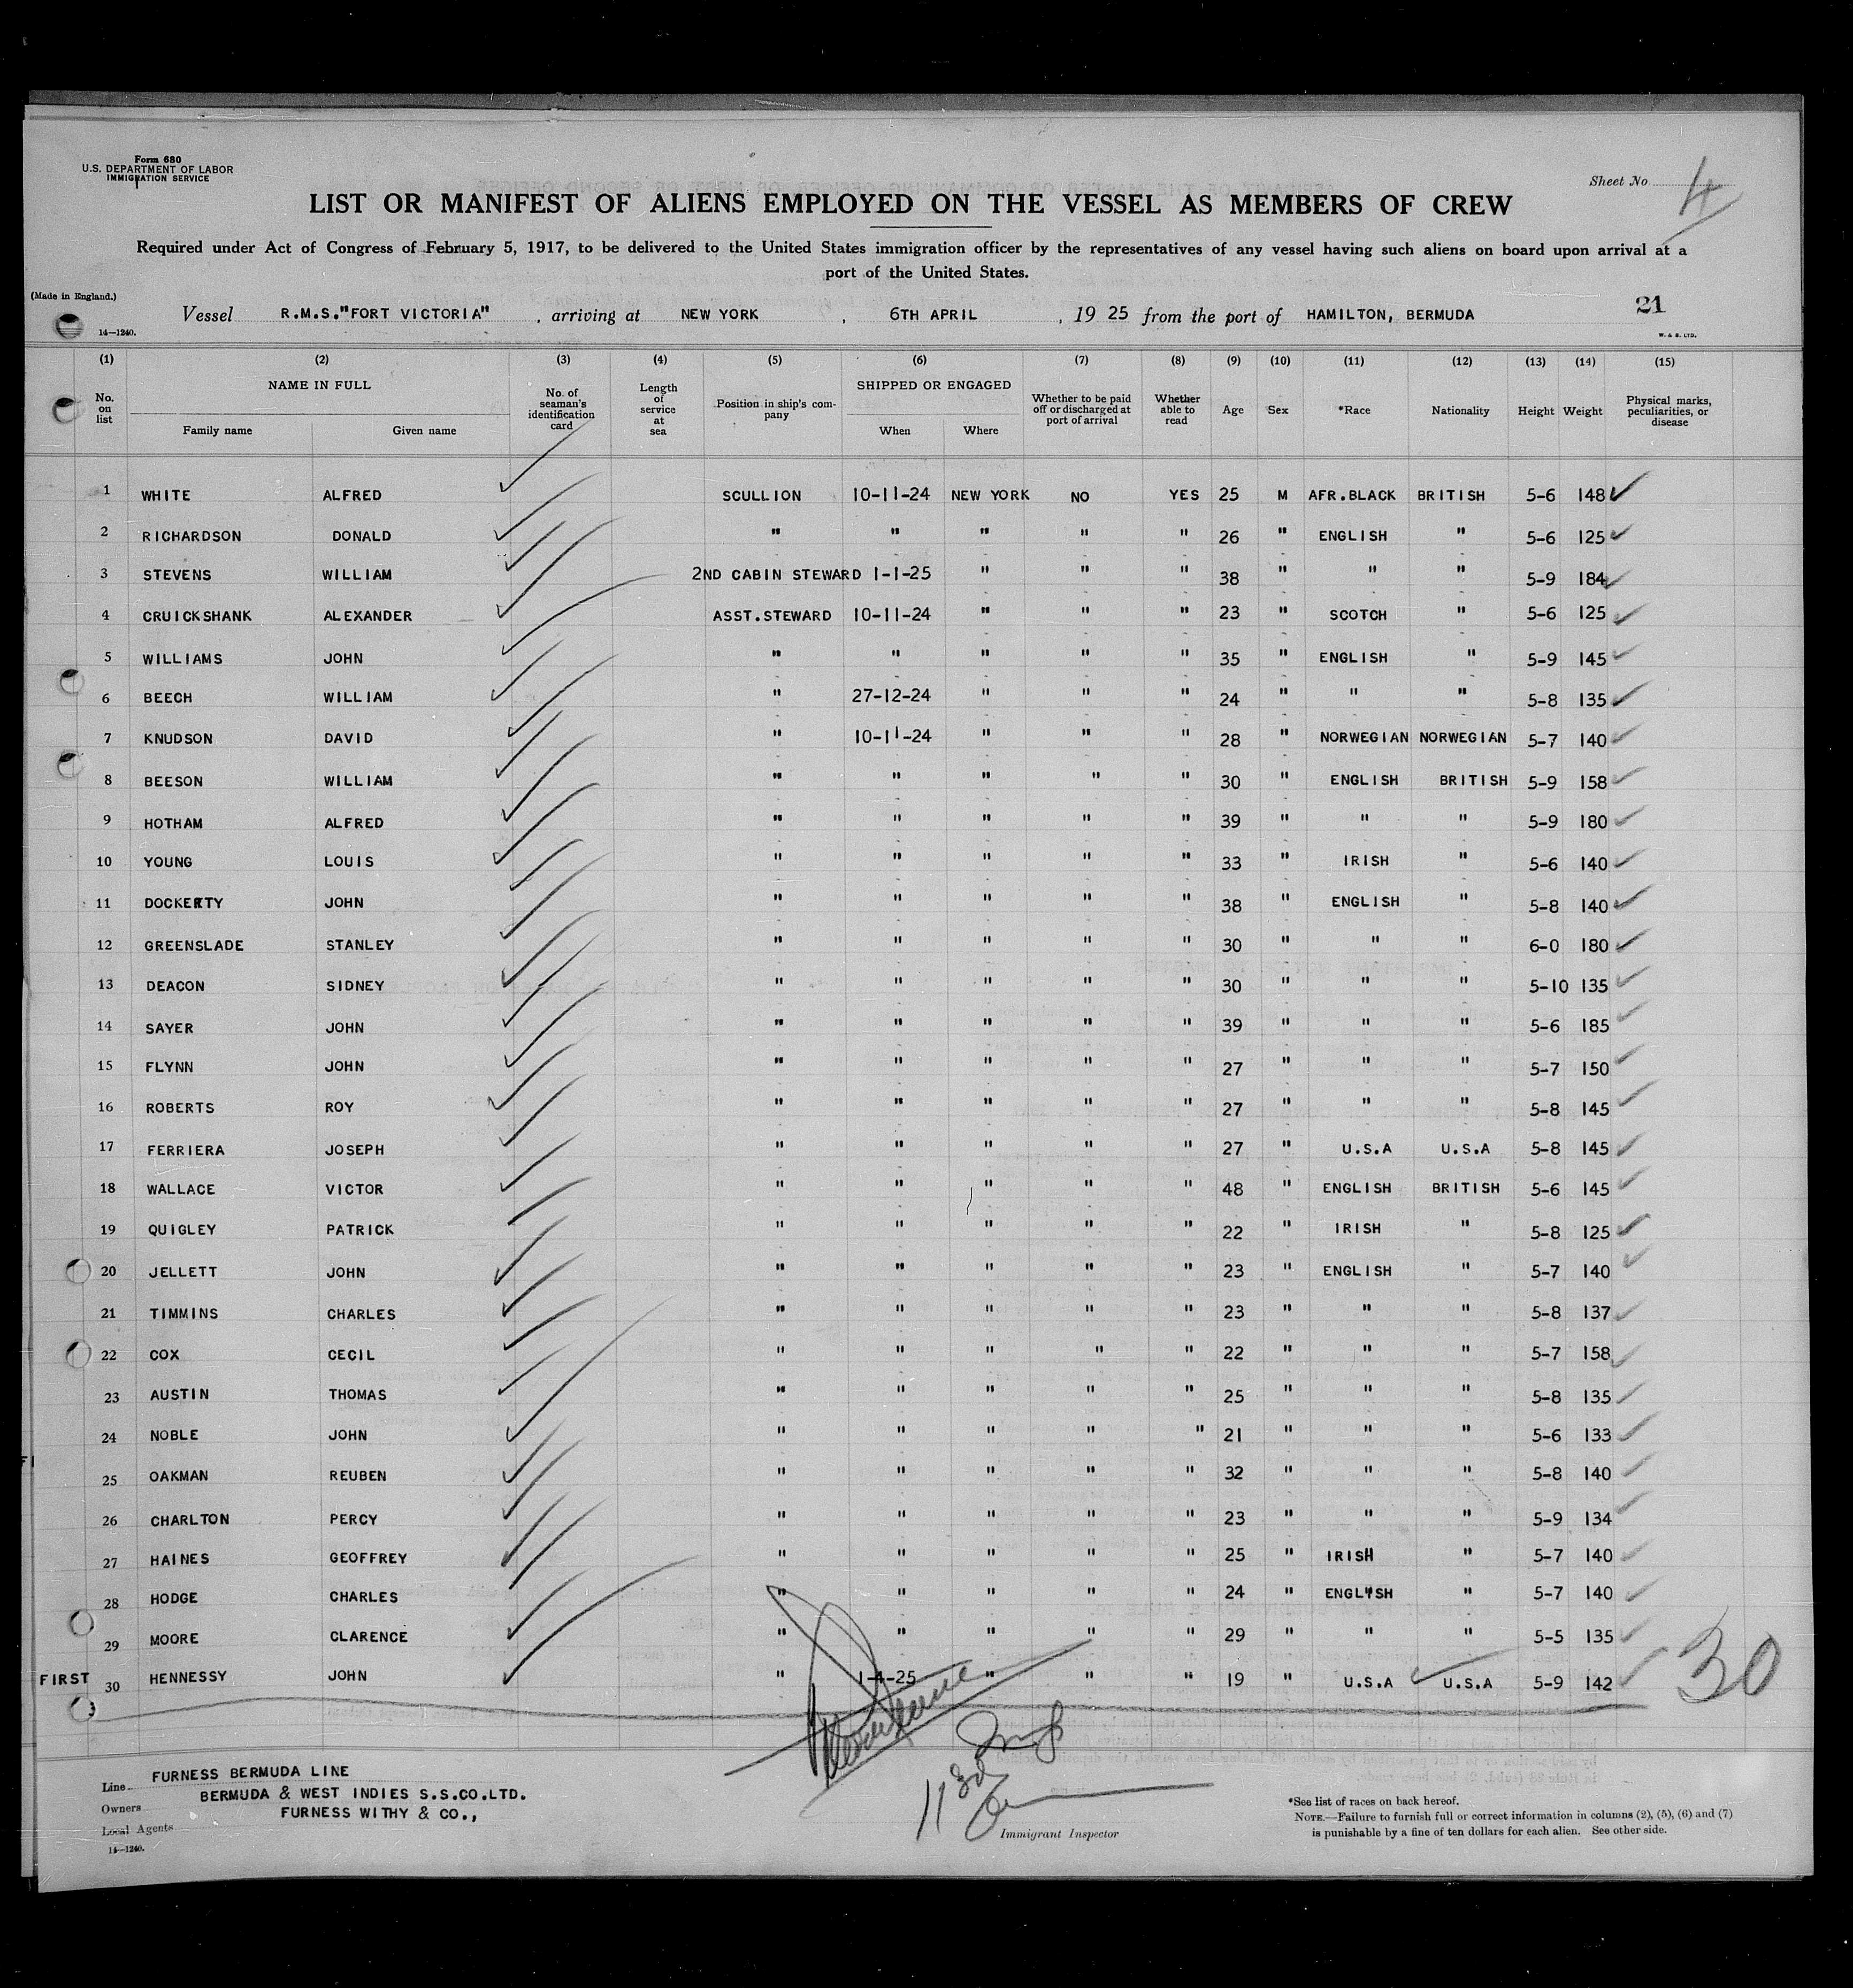 Form 680
U.S. DEPARTMENT OF LABOR
IMMIGRATION SERVICE
Sheet No 4
LIST OR MANIFEST OF ALIENS EMPLOYED ON THE VESSEL AS MEMBERS OF CREW
Required under Act of Congress of February 5, 1917, to be delivered to the United States immigration officer by the representatives of any vessel having such aliens on board upon arrival at a
port of the United States.
(Made in England.)
14—1240.
Vessel R.M.S."FORT VICTORIA", arriving at NEW YORK, 6TH APRIL, 19 25 from the port of HAMILTON, BERMUDA
21
W. & S. LTD.
(1) (2) (3) (4) (5) (6) (7) (8) (9) (10) (11) (12) (13) (14) (15)
No. on list NAME IN FULL Family name Given name No. of seaman's identification card Length of service at sea Position in ship's company SHIPPED OR ENGAGED When Where Whether to be paid off or discharged at port of arrival Whether able to read Age Sex *Race Nationality Height Weight Physical marks, peculiarities, or disease
1 WHITE ALFRED SCULLION 10-11-24 NEW YORK NO YES 25 M AFR.BLACK BRITISH 5-6 148
2 RICHARDSON DONALD " " " " " 26 " ENGLISH " 5-6 125
3 STEVENS WILLIAM 2ND CABIN STEWARD 1-1-25 " " " 38 " " " 5-9 184
4 CRUICKSHANK ALEXANDER ASST.STEWARD 10-11-24 " " " 23 " SCOTCH " 5-6 125
5 WILLIAMS JOHN " " " " " 35 " ENGLISH " 5-9 145
6 BEECH WILLIAM " 27-12-24 " " " 24 " " " 5-8 135
7 KNUDSON DAVID " 10-11-24 " " " 28 " NORWEGIAN NORWEGIAN 5-7 140
8 BEESON WILLIAM " " " " " 30 " ENGLISH BRITISH 5-9 158
9 HOTHAM ALFRED " " " " " 39 " " " 5-9 180
10 YOUNG LOUIS " " " " " 33 " IRISH " 5-6 140
11 DOCKERTY JOHN " " " " " 38 " ENGLISH " 5-8 140
12 GREENSLADE STANLEY " " " " " 30 " " " 6-0 180
13 DEACON SIDNEY " " " " " 30 " " " 5-10 135
14 SAYER JOHN " " " " " 39 " " " 5-6 185
15 FLYNN JOHN " " " " " 27 " " " 5-7 150
16 ROBERTS ROY " " " " " 27 " " " 5-8 145
17 FERRIERA JOSEPH " " " " " 27 " U.S.A U.S.A 5-8 145
18 WALLACE VICTOR " " " " " 48 " ENGLISH BRITISH 5-6 145
19 QUIGLEY PATRICK " " " " " 22 " IRISH " 5-8 125
20 JELLETT JOHN " " " " " 23 " ENGLISH " 5-7 140
21 TIMMINS CHARLES " " " " " 23 " " " 5-8 137
22 COX CECIL " " " " " 22 " " " 5-7 158
23 AUSTIN THOMAS " " " " " 25 " " " 5-8 135
24 NOBLE JOHN " " " " " 21 " " " 5-6 133
25 OAKMAN REUBEN " " " " " 32 " " " 5-8 140
26 CHARLTON PERCY " " " " " 23 " " " 5-9 134
27 HAINES GEOFFREY " " " " " 25 " IRISH " 5-7 140
28 HODGE CHARLES " " " " " 24 " ENGLISH " 5-7 140
29 MOORE CLARENCE " " " " " 29 " " " 5-5 135
FIRST 30 HENNESSY JOHN " 1-4-25 " " " 19 " U.S.A U.S.A 5-9 142
30
Line FURNESS BERMUDA LINE
Owners BERMUDA & WEST INDIES S.S.CO.LTD.
Local Agents FURNESS WITHY & CO.,
14—1240.
Immigrant Inspector
*See list of races on back hereof.
NOTE.—Failure to furnish full or correct information in columns (2), (5), (6) and (7)
is punishable by a fine of ten dollars for each alien. See other side.